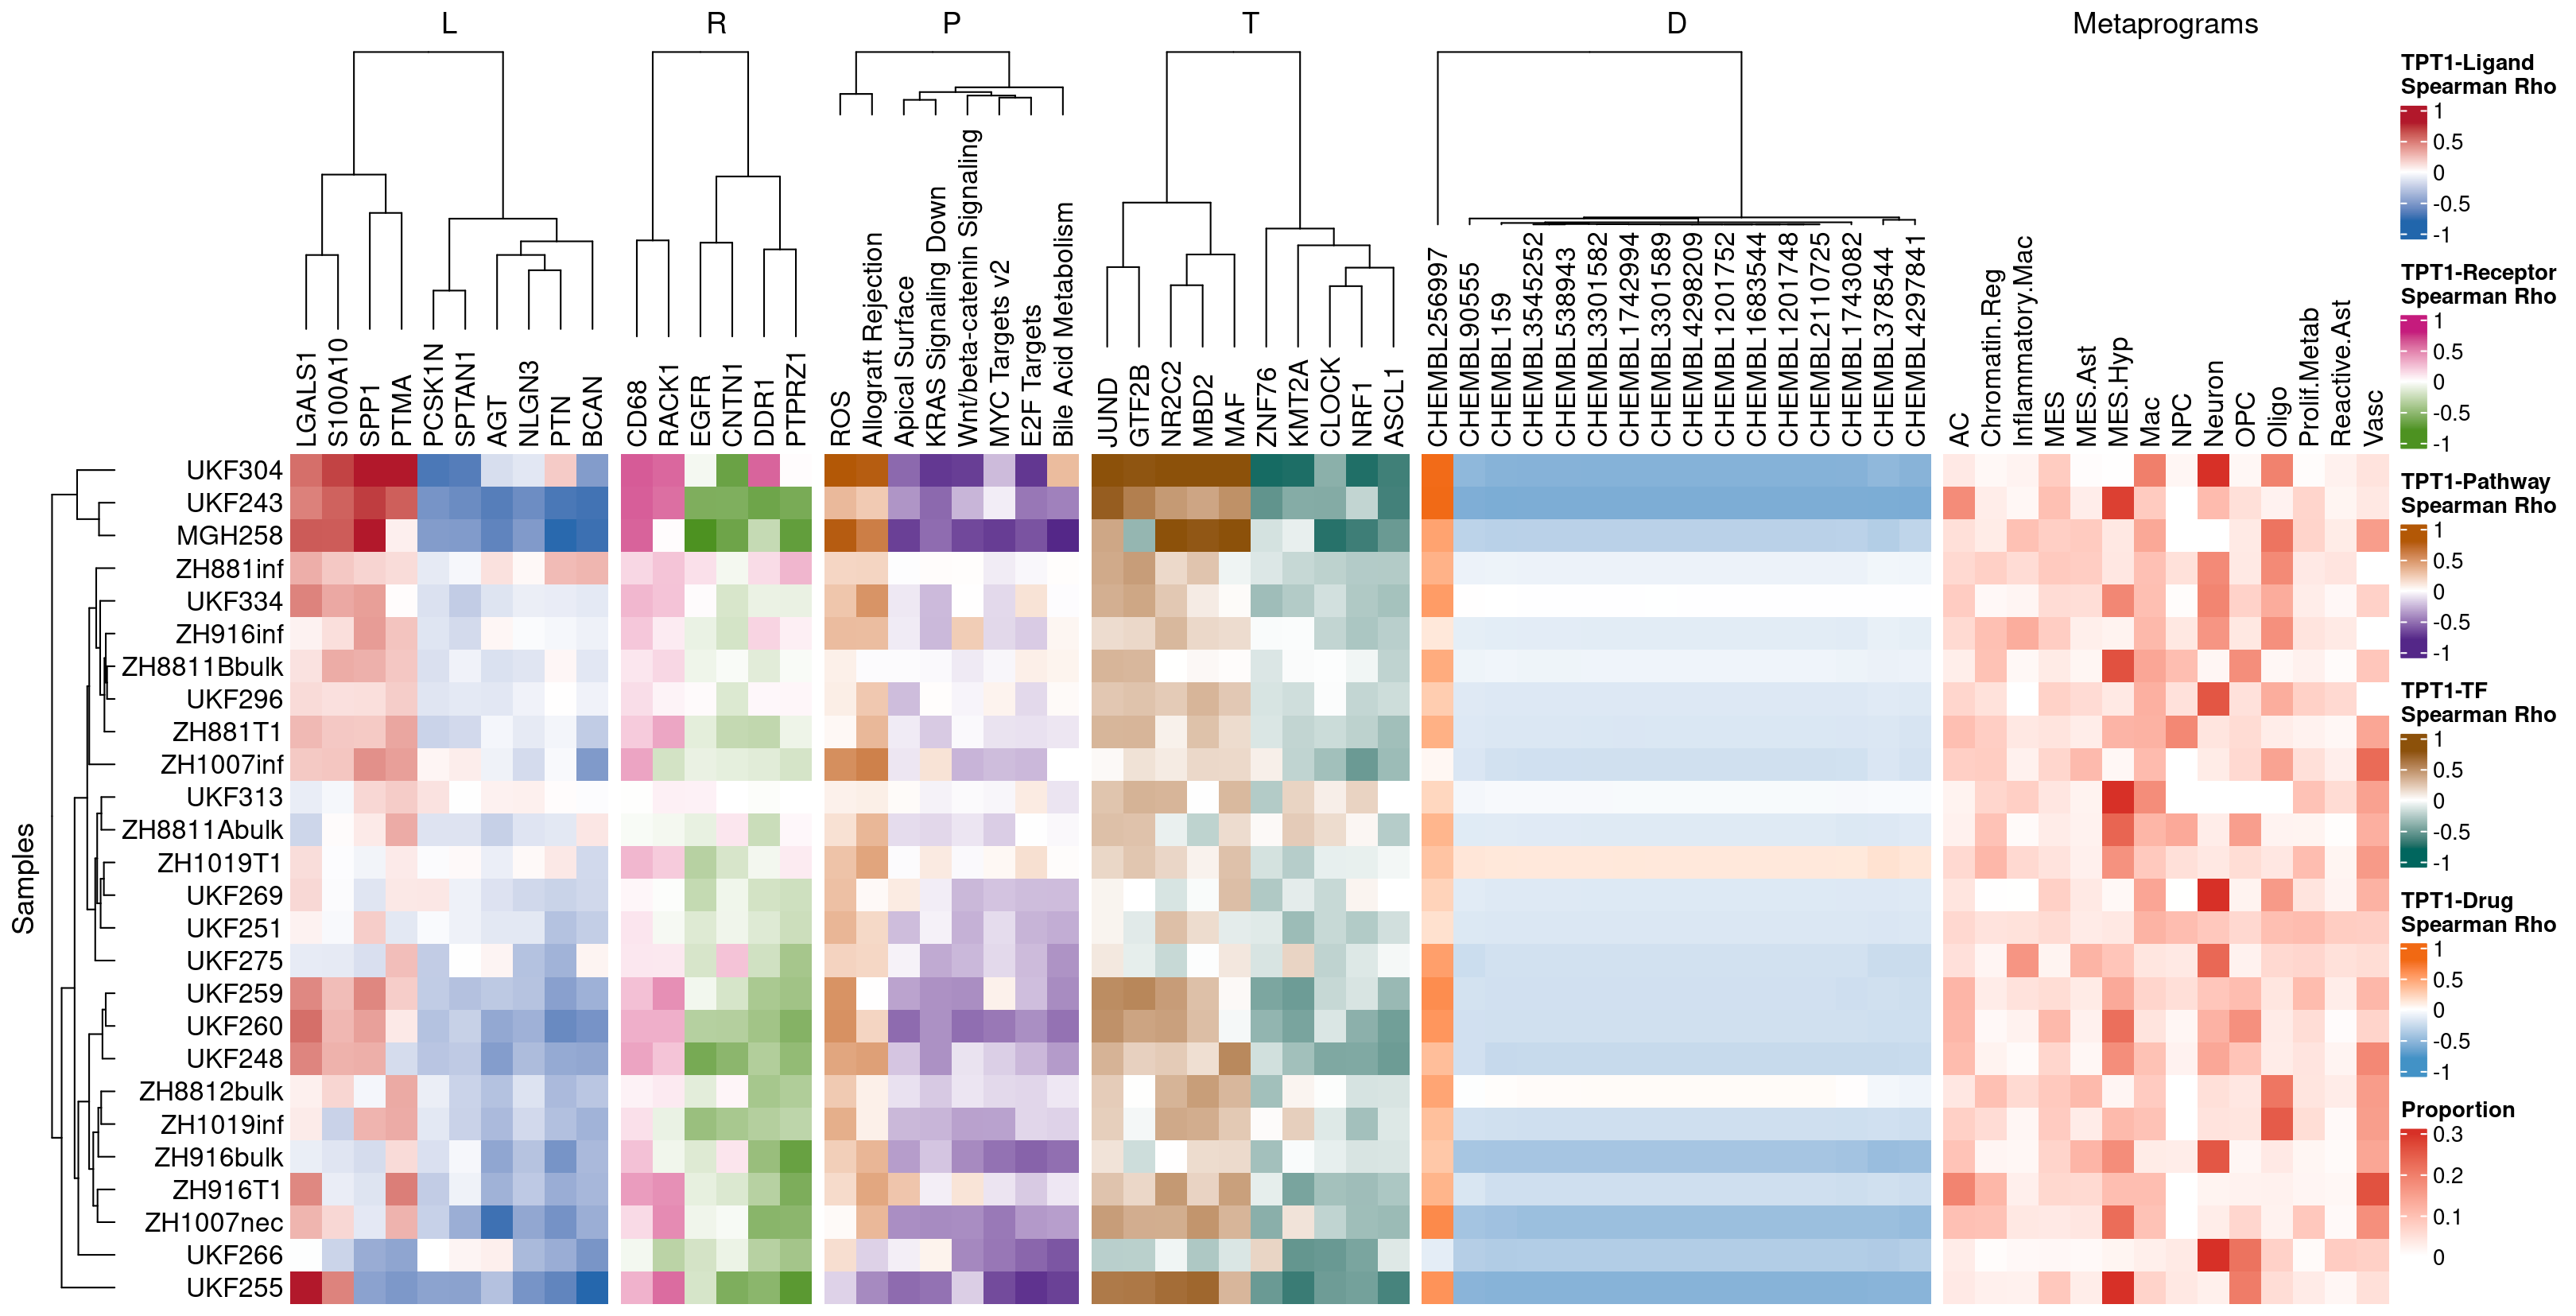 L
R
P
T
D
Metaprograms
LGALS1
S100A10
SPP1
PTMA
PCSK1N
SPTAN1
AGT
NLGN3
PTN
BCAN
CD68
RACK1
EGFR
CNTN1
DDR1
PTPRZ1
ROS
Allograft Rejection
Apical Surface
KRAS Signaling Down
Wnt/beta-catenin Signaling
MYC Targets v2
E2F Targets
Bile Acid Metabolism
JUND
GTF2B
NR2C2
MBD2
MAF
ZNF76
KMT2A
CLOCK
NRF1
ASCL1
CHEMBL256997
CHEMBL90555
CHEMBL159
CHEMBL3545252
CHEMBL538943
CHEMBL3301582
CHEMBL1742994
CHEMBL3301589
CHEMBL4298209
CHEMBL1201752
CHEMBL1683544
CHEMBL1201748
CHEMBL2110725
CHEMBL1743082
CHEMBL378544
CHEMBL4297841
AC
Chromatin.Reg
Inflammatory.Mac
MES
MES.Ast
MES.Hyp
Mac
NPC
Neuron
OPC
Oligo
Prolif.Metab
Reactive.Ast
Vasc
Samples
UKF304
UKF243
MGH258
ZH881inf
UKF334
ZH916inf
ZH8811Bbulk
UKF296
ZH881T1
ZH1007inf
UKF313
ZH8811Abulk
ZH1019T1
UKF269
UKF251
UKF275
UKF259
UKF260
UKF248
ZH8812bulk
ZH1019inf
ZH916bulk
ZH916T1
ZH1007nec
UKF266
UKF255
TPT1-Ligand
Spearman Rho
1
0.5
0
-0.5
-1
TPT1-Receptor
Spearman Rho
1
0.5
0
-0.5
-1
TPT1-Pathway
Spearman Rho
1
0.5
0
-0.5
-1
TPT1-TF
Spearman Rho
1
0.5
0
-0.5
-1
TPT1-Drug
Spearman Rho
1
0.5
0
-0.5
-1
Proportion
0.3
0.2
0.1
0